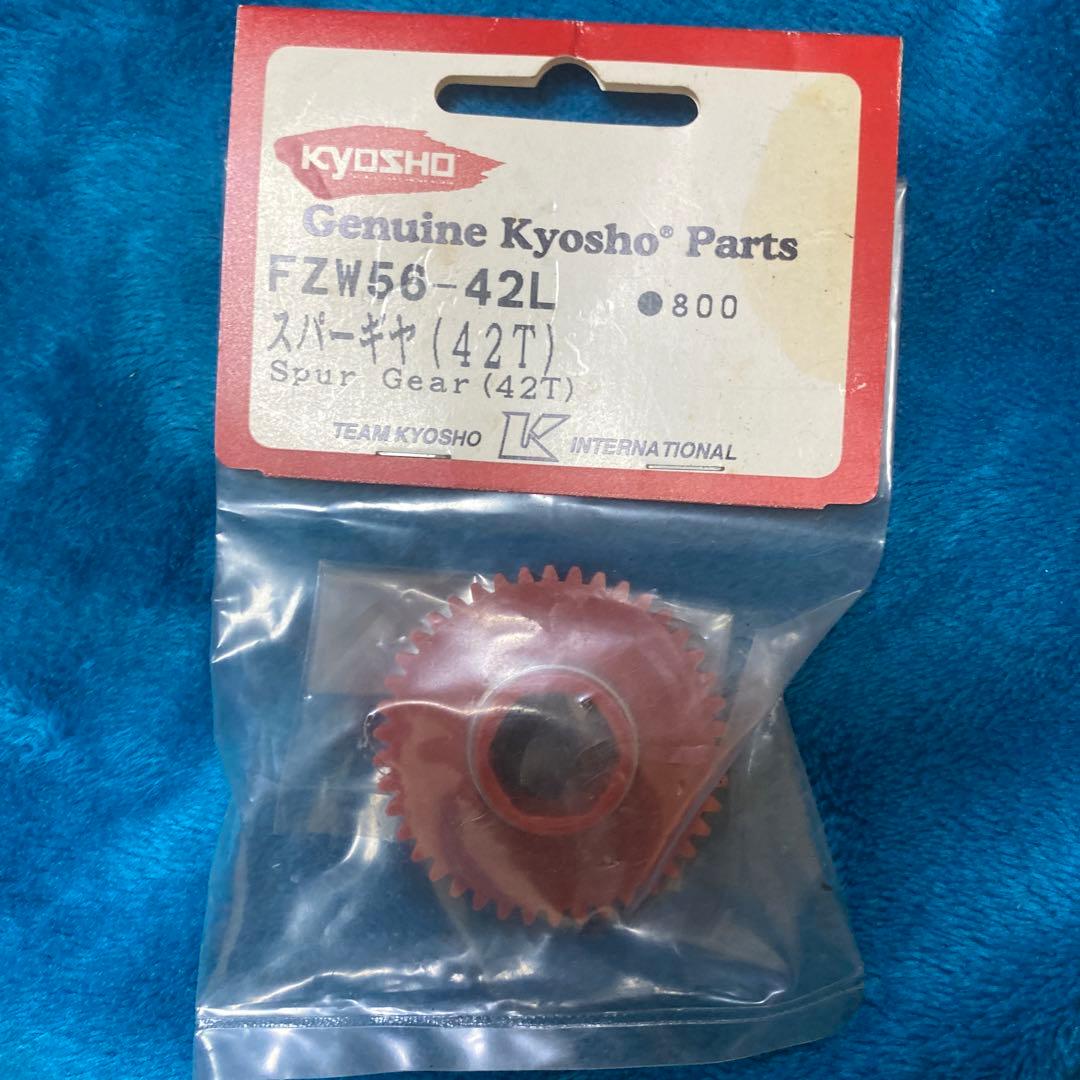 KYOSHO
Genuine Kyosho® Parts
FZW56-42L ●800
スパーギヤ(42T)
Spur Gear(42T)
TEAM KYOSHO K INTERNATIONAL